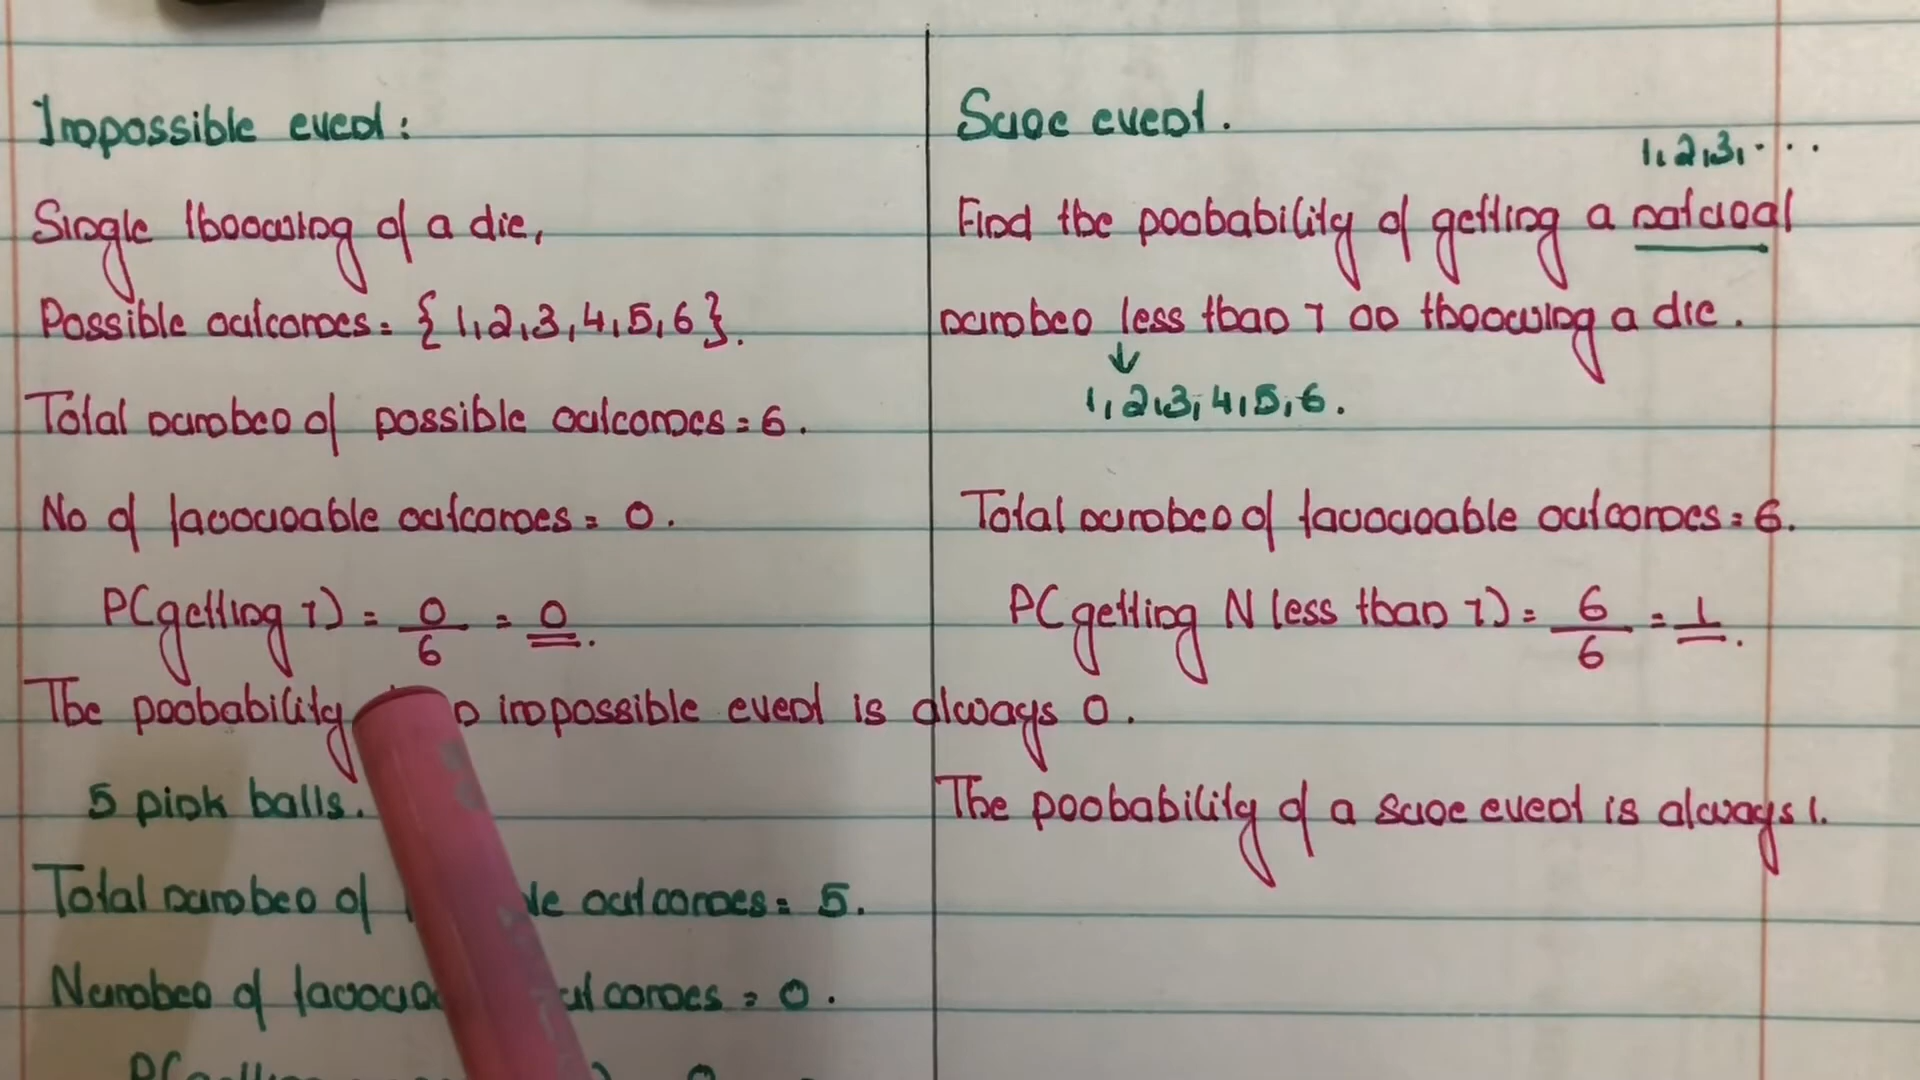 Impossible event:
Single throwing of a die,
Possible outcomes = {1,2,3,4,5,6}.
Total number of possible outcomes = 6.
No of favourable outcomes = 0.
P(getting 7) = 0/6 = 0.
The probability impossible event is always 0.
5 pink balls.
Total number of outcomes = 5.
Number of = 0.
Sure event.
1,2,3,...
Find the probability of getting a natural
number less than 7 on throwing a die.
↓
1,2,3,4,5,6.
Total number of favourable outcomes = 6.
P(getting N less than 7) = 6/6 = 1.
The probability of a sure event is always 1.